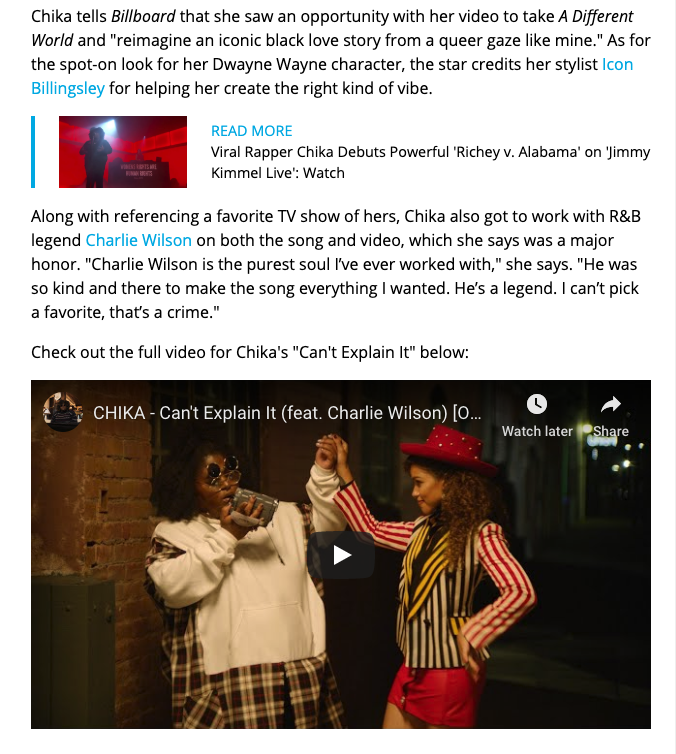 Chika tells Billboard that she saw an opportunity with her video to take A Different
World and "reimagine an iconic black love story from a queer gaze like mine." As for
the spot-on look for her Dwayne Wayne character, the star credits her stylist Icon
Billingsley for helping her create the right kind of vibe.
READ MORE
Viral Rapper Chika Debuts Powerful 'Richey v. Alabama' on 'Jimmy
Kimmel Live': Watch
WOMENS RIGHTS ARE
HUMAN RIGHTS
Along with referencing a favorite TV show of hers, Chika also got to work with R&B
legend Charlie Wilson on both the song and video, which she says was a major
honor. "Charlie Wilson is the purest soul I’ve ever worked with," she says. "He was
so kind and there to make the song everything I wanted. He’s a legend. I can’t pick
a favorite, that’s a crime."
Check out the full video for Chika's "Can't Explain It" below:
CHIKA - Can't Explain It (feat. Charlie Wilson) [O...
Watch later
Share